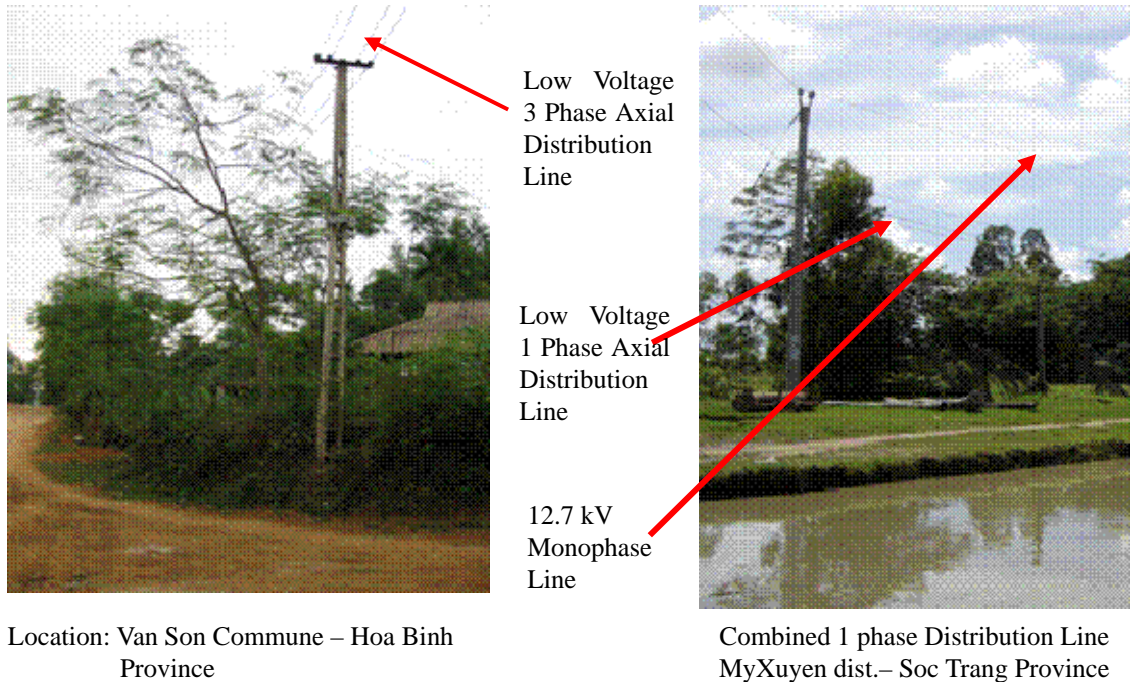 Low Voltage
3 Phase Axial
Distribution
Line
Low Voltage
1 Phase Axial
Distribution
Line
12.7 kV
Monophase
Line
Location: Van Son Commune – Hoa Binh
Province
Combined 1 phase Distribution Line
MyXuyen dist.– Soc Trang Province